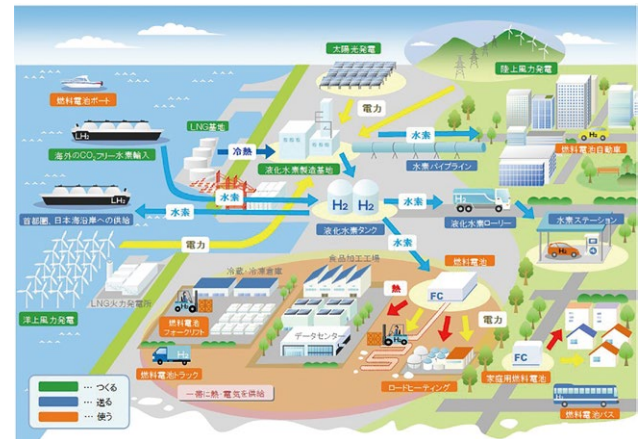 太陽光発電
陸上風力発電
燃料電池ボート
電力
LNG基地
LH₂
海外のCO₂フリー水素輸入
冷熱
液化水素製造基地
水素
水素パイプライン
H₂
燃料電池自動車
水素
H₂ H₂
水素
水素
LH₂
首都圏、日本海沿岸への供給
液化水素タンク
液化水素ローリー
水素ステーション
電力
水素
H₂
LNG火力発電所
洋上風力発電
冷蔵・冷凍倉庫
食品加工工場
燃料電池
熱
FC
電力
燃料電池
フォークリフト
データセンター
H₂
燃料電池トラック
ロードヒーティング
FC
家庭用燃料電池
一帯に熱・電気を供給
燃料電池バス
… つくる
… 送る
… 使う